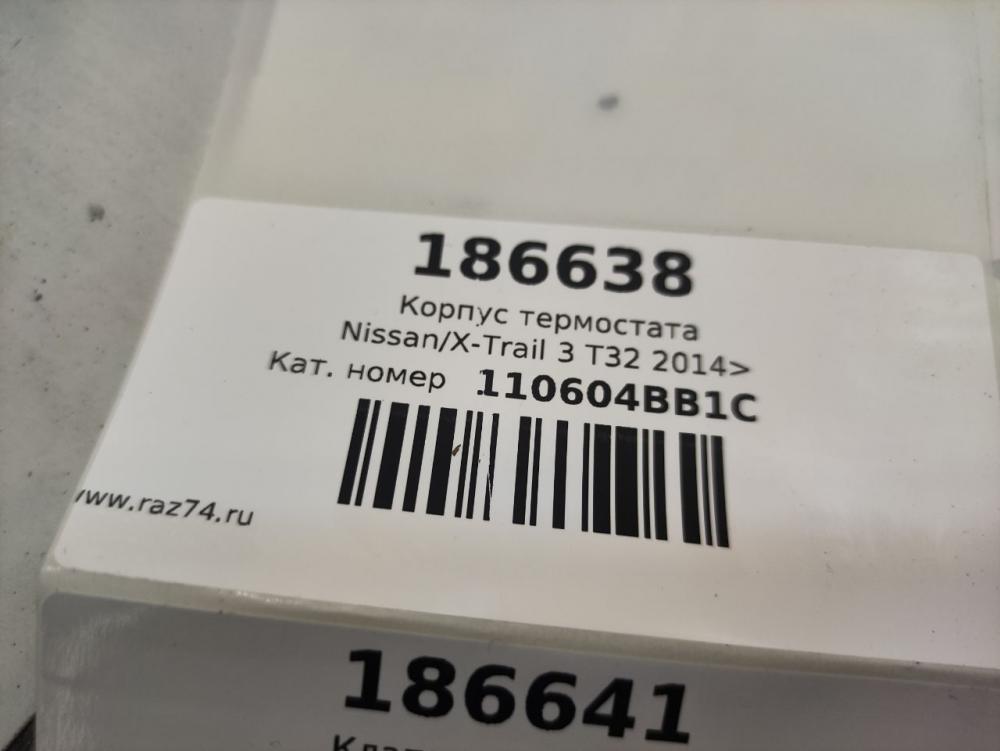 186638
Корпус термостата
Nissan/X-Trail 3 T32 2014>
Кат. номер 110604BB1C
www.raz74.ru
186641